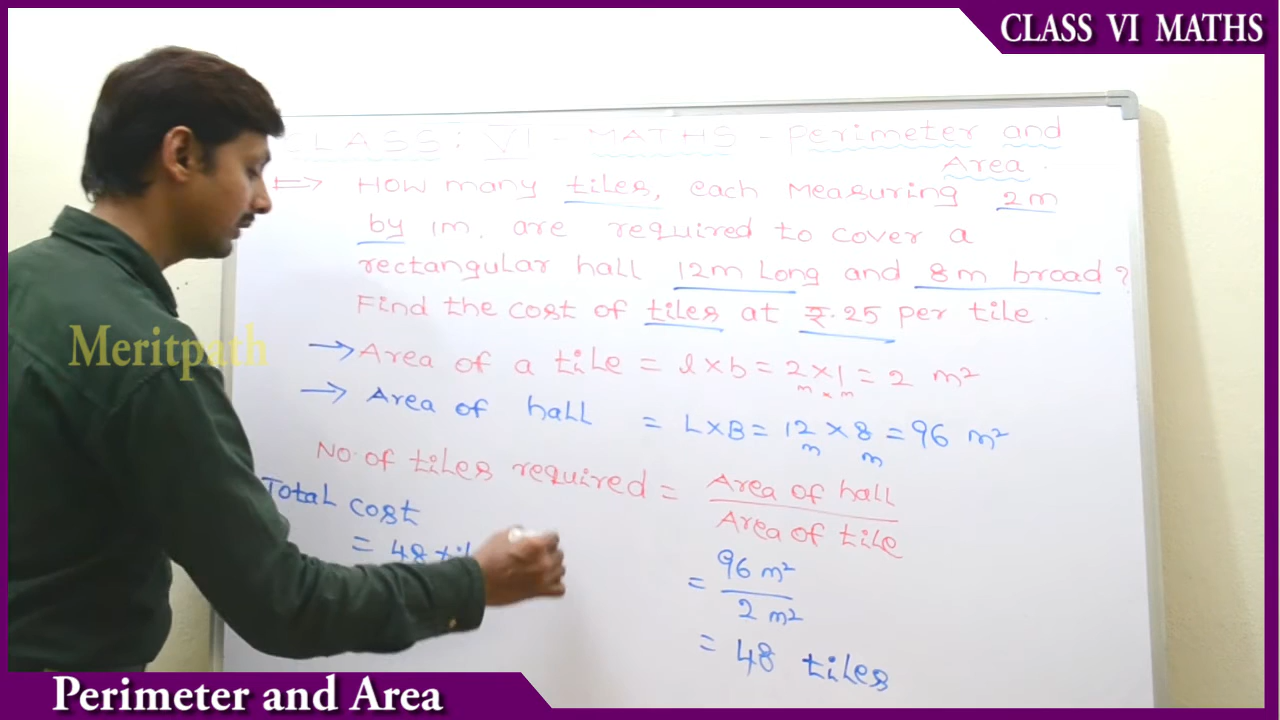 CLASS VI MATHS
CLASS: VI - MATHS - Perimeter and
Area.
⇒ How many tiles, each measuring 2m
by 1m. are required to cover a
rectangular hall 12m Long and 8m broad?
Find the cost of tiles at ₹.25 per tile.
→ Area of a tile = l×b = 2 × 1 = 2 m²
m × m
→ Area of hall = L×B = 12 × 8 = 96 m²
m m
No. of tiles required = Area of hall
Area of tile
Total cost
= 48
= 96 m²
2 m²
= 48 tiles
Meritpath
Perimeter and Area